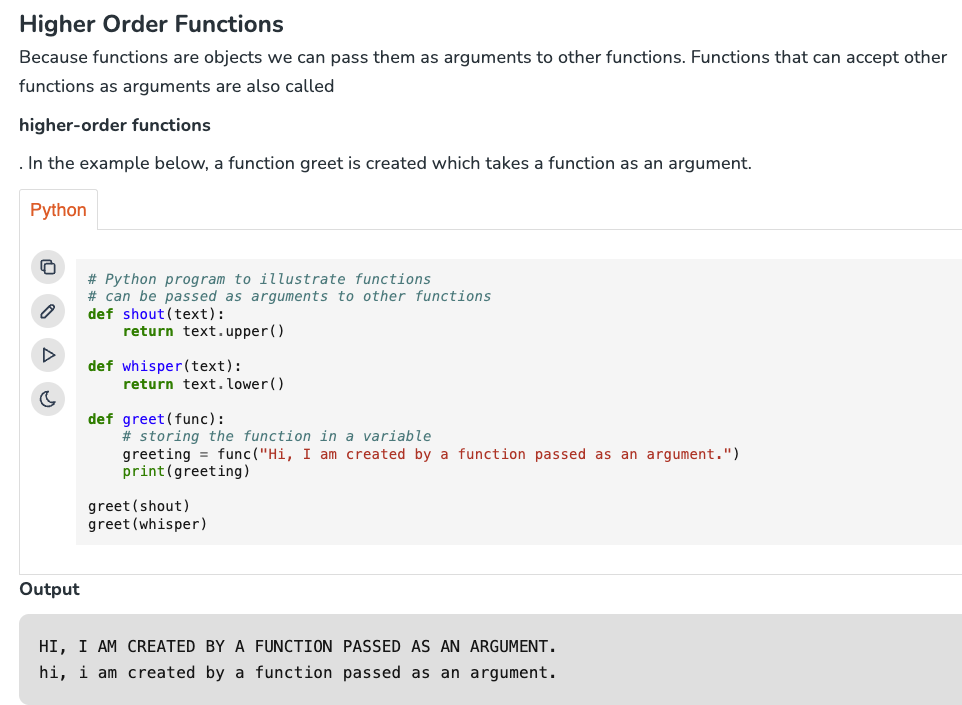 Higher Order Functions
Because functions are objects we can pass them as arguments to other functions. Functions that can accept other
functions as arguments are also called
higher-order functions
. In the example below, a function greet is created which takes a function as an argument.
Python
# Python program to illustrate functions
# can be passed as arguments to other functions
def shout(text):
    return text.upper()
def whisper(text):
    return text.lower()
def greet(func):
    # storing the function in a variable
    greeting = func("Hi, I am created by a function passed as an argument.")
    print(greeting)
greet(shout)
greet(whisper)
Output
HI, I AM CREATED BY A FUNCTION PASSED AS AN ARGUMENT.
hi, i am created by a function passed as an argument.